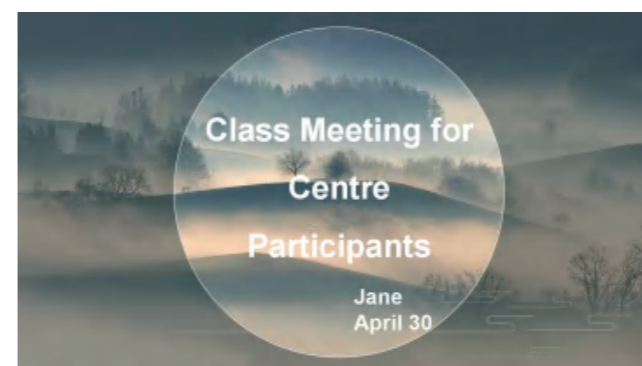 Class Meeting for
Centre
Participants
Jane
April 30